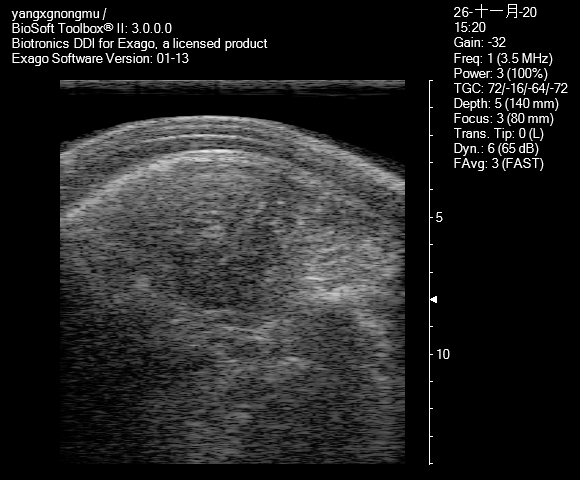 yangxgnongmu /
BioSoft Toolbox® II: 3.0.0.0
Biotronics DDI for Exago, a licensed product
Exago Software Version: 01-13
26-十一月-20
15:20
Gain: -32
Freq: 1 (3.5 MHz)
Power: 3 (100%)
TGC: 72/-16/-64/-72
Depth: 5 (140 mm)
Focus: 3 (80 mm)
Trans. Tip: 0 (L)
Dyn.: 6 (65 dB)
FAvg: 3 (FAST)
5
10